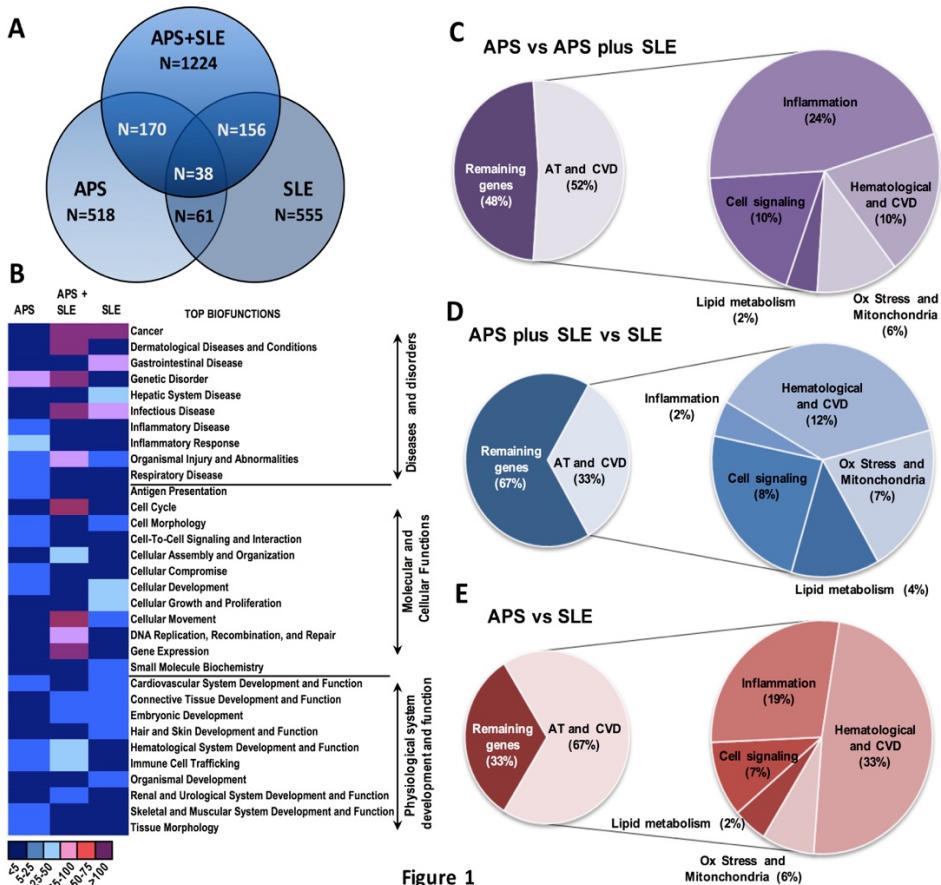 A
APS+SLE
N=1224
N=170
N=156
N=38
APS
N=518
N=61
SLE
N=555
B
APS
APS +
SLE
SLE
TOP BIOFUNCTIONS
Cancer
Dermatological Diseases and Conditions
Gastrointestinal Disease
Genetic Disorder
Hepatic System Disease
Infectious Disease
Inflammatory Disease
Inflammatory Response
Organismal Injury and Abnormalities
Respiratory Disease
Antigen Presentation
Cell Cycle
Cell Morphology
Cell-To-Cell Signaling and Interaction
Cellular Assembly and Organization
Cellular Compromise
Cellular Development
Cellular Growth and Proliferation
Cellular Movement
DNA Replication, Recombination, and Repair
Gene Expression
Small Molecule Biochemistry
Cardiovascular System Development and Function
Connective Tissue Development and Function
Embryonic Development
Hair and Skin Development and Function
Hematological System Development and Function
Immune Cell Trafficking
Organismal Development
Renal and Urological System Development and Function
Skeletal and Muscular System Development and Function
Tissue Morphology
Diseases and disorders
Molecular and
Cellular Functions
Physiological system
development and function
<5
5-25
25-50
50-75
>100
C
APS vs APS plus SLE
Remaining
genes
(48%)
AT and CVD
(52%)
Inflammation
(24%)
Hematological
and CVD
(10%)
Cell signaling
(10%)
Lipid metabolism
(2%)
Ox Stress and
Mitonchondria
(6%)
D
APS plus SLE vs SLE
Remaining
genes
(67%)
AT and CVD
(33%)
Inflammation
(2%)
Hematological
and CVD
(12%)
Cell signaling
(8%)
Ox Stress and
Mitonchondria
(7%)
Lipid metabolism (4%)
E
APS vs SLE
Remaining
genes
(33%)
AT and CVD
(67%)
Inflammation
(19%)
Hematological
and CVD
(33%)
Cell signaling
(7%)
Lipid metabolism (2%)
Ox Stress and
Mitonchondria
(6%)
Figure 1